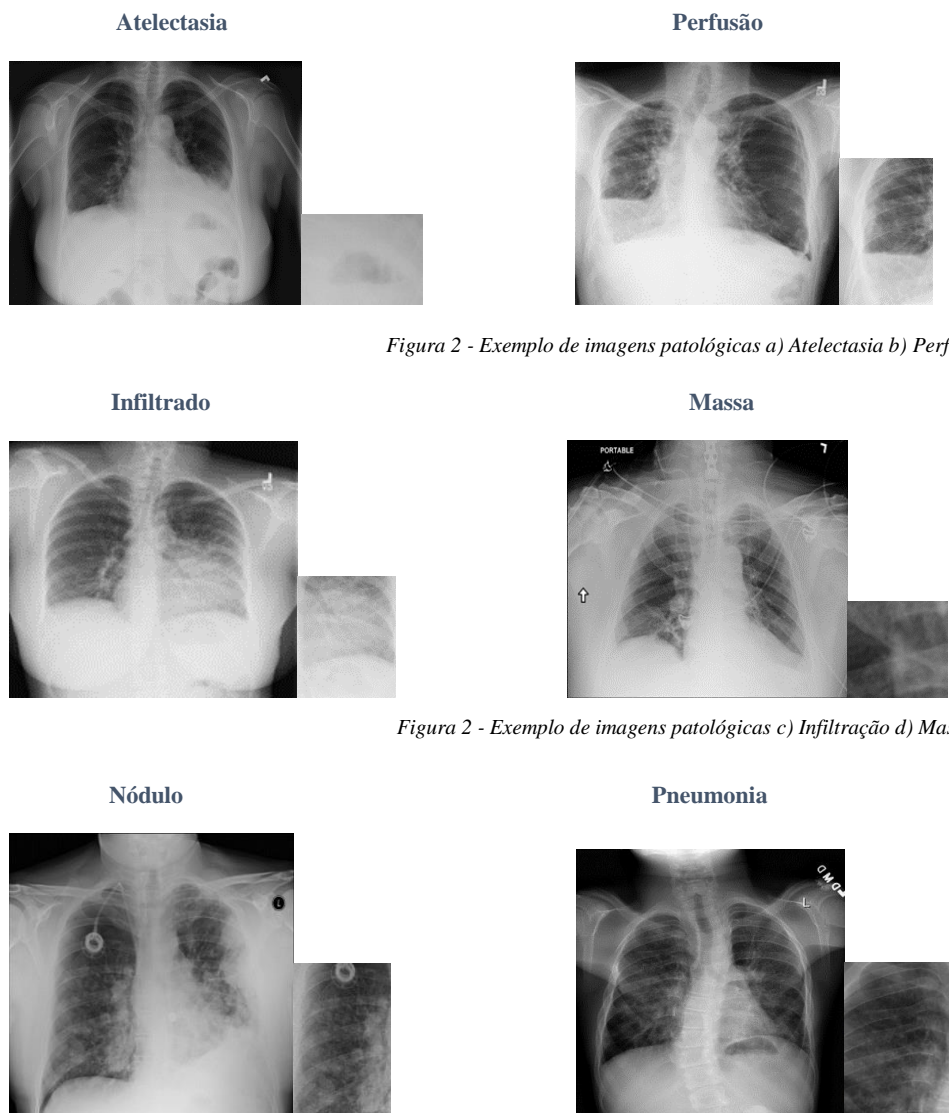 Atelectasia
Perfusão
Figura 2 - Exemplo de imagens patológicas a) Atelectasia b) Perf
Infiltrado
Massa
PORTABLE
Figura 2 - Exemplo de imagens patológicas c) Infiltração d) Mas
Nódulo
Pneumonia
L
L